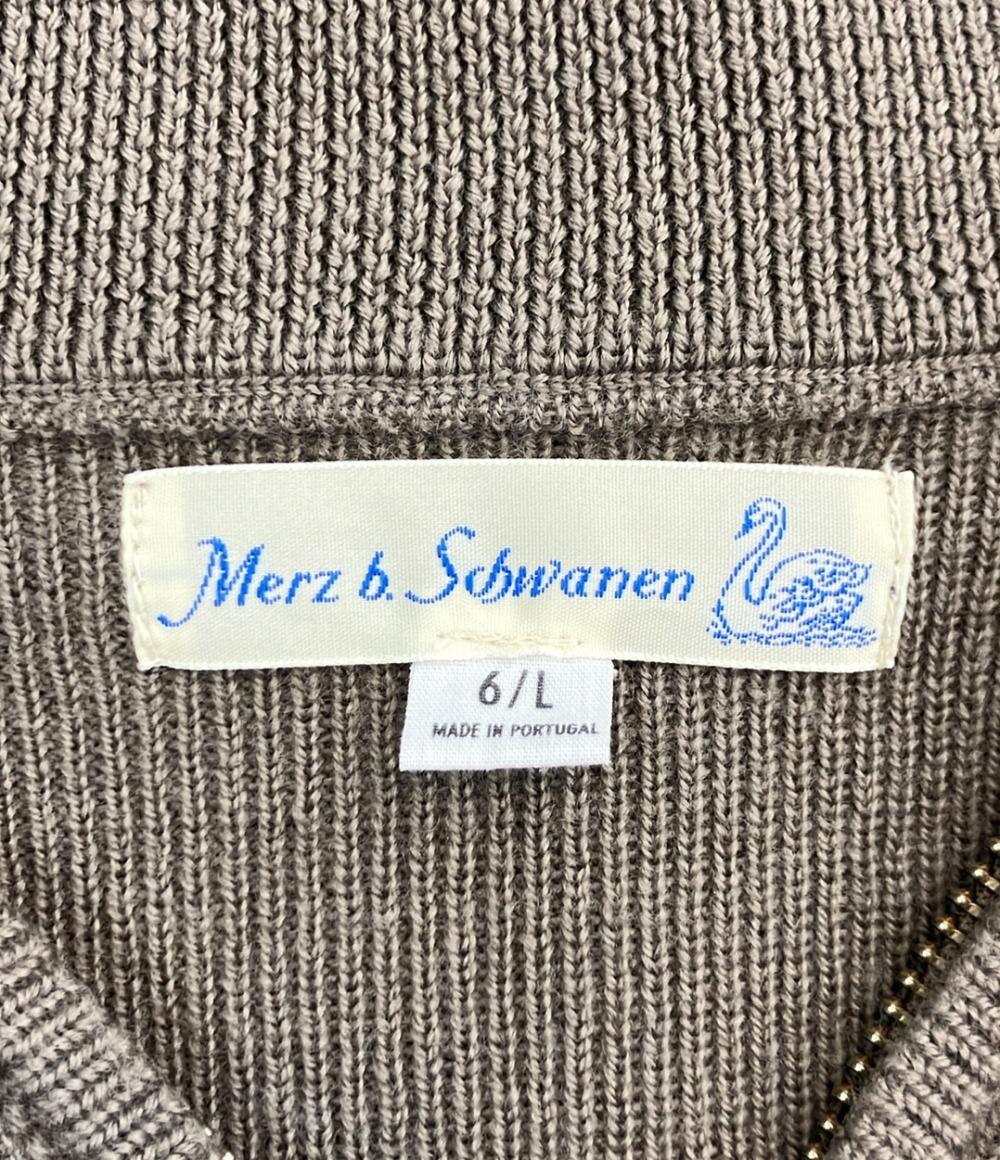 Merz b. Schwanen
6/L
MADE IN PORTUGAL